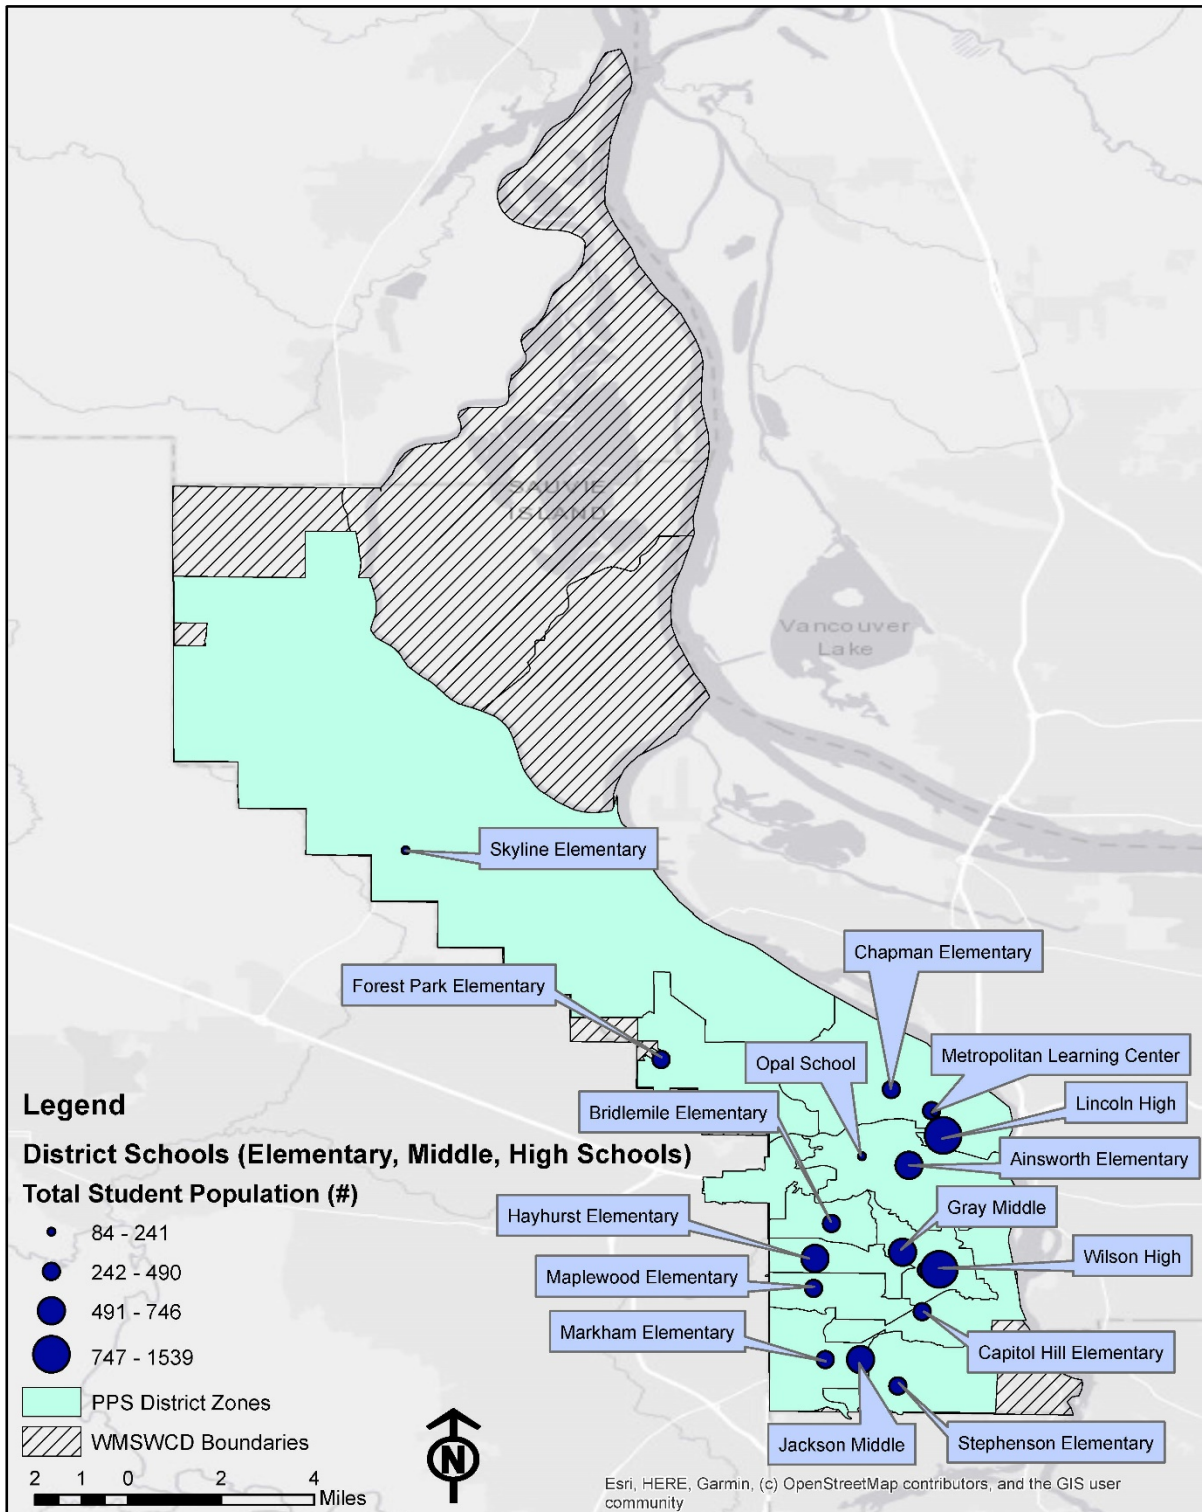 SAUVIE
ISLAND
Vancouver
Lake
Skyline Elementary
Chapman Elementary
Forest Park Elementary
Metropolitan Learning Center
Opal School
Lincoln High
Bridlemile Elementary
Ainsworth Elementary
Gray Middle
Hayhurst Elementary
Wilson High
Maplewood Elementary
Markham Elementary
Capitol Hill Elementary
Jackson Middle
Stephenson Elementary
Legend
District Schools (Elementary, Middle, High Schools)
Total Student Population (#)
84 - 241
242 - 490
491 - 746
747 - 1539
PPS District Zones
WMSWCD Boundaries
2 1 0 2 4
Miles
N
Esri, HERE, Garmin, (c) OpenStreetMap contributors, and the GIS user
community